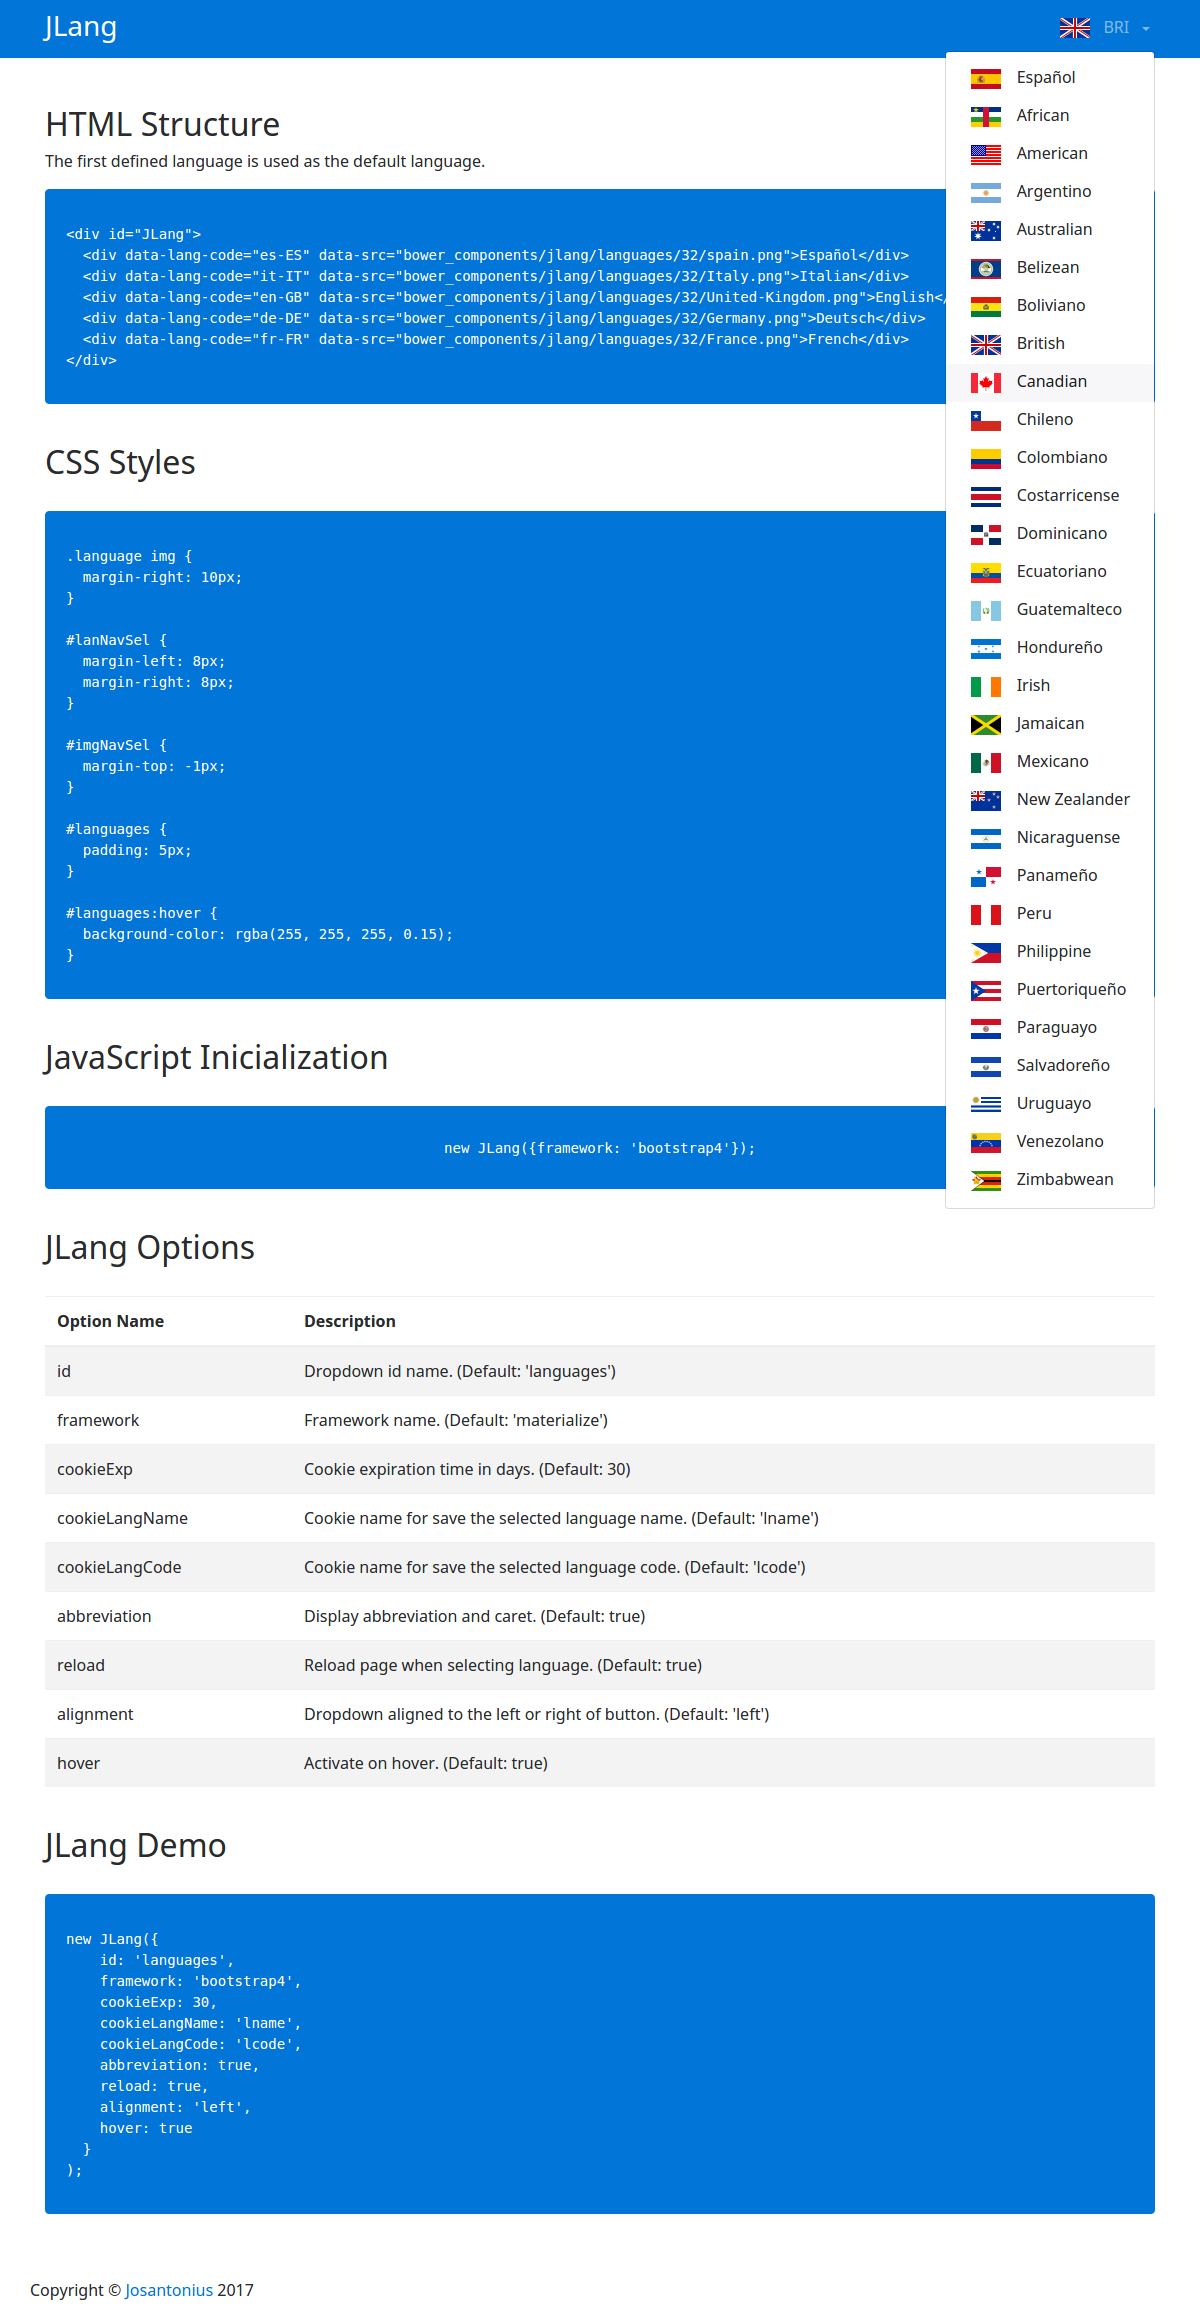 JLang
BRI
Español
African
American
Argentino
Australian
Belizean
Boliviano
British
Canadian
Chileno
Colombiano
Costarricense
Dominicano
Ecuatoriano
Guatemalteco
Hondureño
Irish
Jamaican
Mexicano
New Zealander
Nicaraguense
Panameño
Peru
Philippine
Puertoriqueño
Paraguayo
Salvadoreño
Uruguayo
Venezolano
Zimbabwean
HTML Structure
The first defined language is used as the default language.
<div id="JLang">
  <div data-lang-code="es-ES" data-src="bower_components/jlang/languages/32/spain.png">Español</div>
  <div data-lang-code="it-IT" data-src="bower_components/jlang/languages/32/Italy.png">Italian</div>
  <div data-lang-code="en-GB" data-src="bower_components/jlang/languages/32/United-Kingdom.png">English</
  <div data-lang-code="de-DE" data-src="bower_components/jlang/languages/32/Germany.png">Deutsch</div>
  <div data-lang-code="fr-FR" data-src="bower_components/jlang/languages/32/France.png">French</div>
</div>
CSS Styles
.language img {
  margin-right: 10px;
}
#lanNavSel {
  margin-left: 8px;
  margin-right: 8px;
}
#imgNavSel {
  margin-top: -1px;
}
#languages {
  padding: 5px;
}
#languages:hover {
  background-color: rgba(255, 255, 255, 0.15);
}
JavaScript Inicialization
new JLang({framework: 'bootstrap4'});
JLang Options
Option Name Description
id Dropdown id name. (Default: 'languages')
framework Framework name. (Default: 'materialize')
cookieExp Cookie expiration time in days. (Default: 30)
cookieLangName Cookie name for save the selected language name. (Default: 'lname')
cookieLangCode Cookie name for save the selected language code. (Default: 'lcode')
abbreviation Display abbreviation and caret. (Default: true)
reload Reload page when selecting language. (Default: true)
alignment Dropdown aligned to the left or right of button. (Default: 'left')
hover Activate on hover. (Default: true)
JLang Demo
new JLang({
    id: 'languages',
    framework: 'bootstrap4',
    cookieExp: 30,
    cookieLangName: 'lname',
    cookieLangCode: 'lcode',
    abbreviation: true,
    reload: true,
    alignment: 'left',
    hover: true
  }
);
Copyright © Josantonius 2017